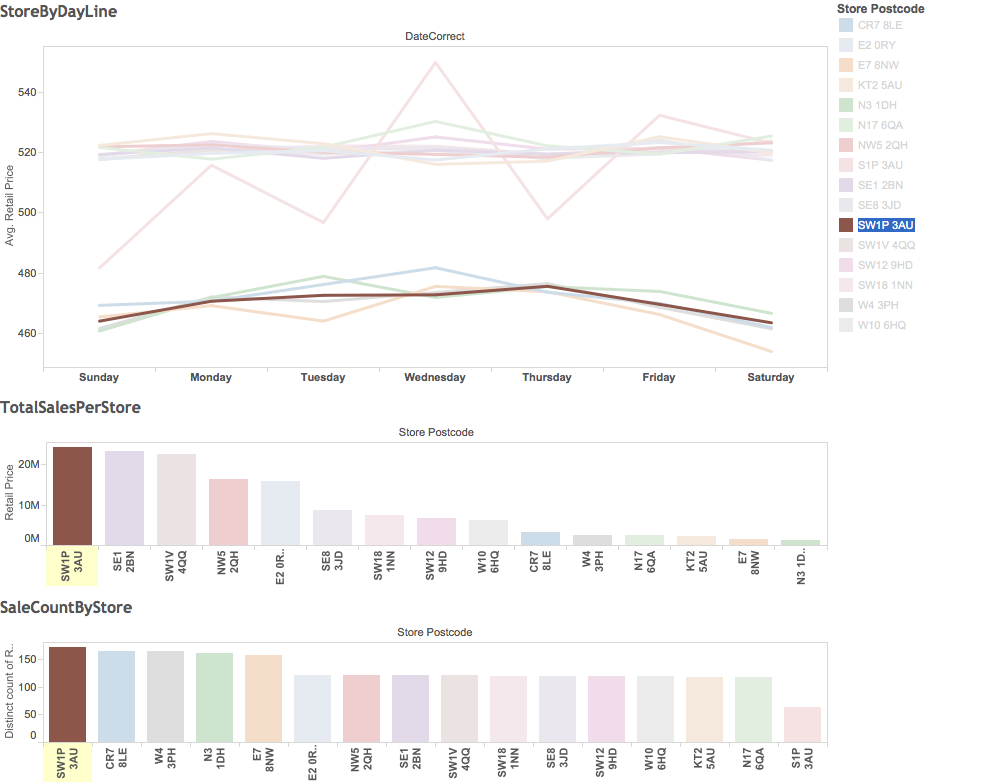 StoreByDayLine
DateCorrect
Avg. Retail Price
540
520
500
480
460
Sunday Monday Tuesday Wednesday Thursday Friday Saturday
Store Postcode
CR7 8LE
E2 0RY
E7 8NW
KT2 5AU
N3 1DH
N17 6QA
NW5 2QH
S1P 3AU
SE1 2BN
SE8 3JD
SW1P 3AU
SW1V 4QQ
SW12 9HD
SW18 1NN
W4 3PH
W10 6HQ
TotalSalesPerStore
Store Postcode
Retail Price
20M
10M
0M
SW1P 3AU
SE1 2BN
SW1V 4QQ
NW5 2QH
E2 0R..
SE8 3JD
SW18 1NN
SW12 9HD
W10 6HQ
CR7 8LE
W4 3PH
N17 6QA
KT2 5AU
E7 8NW
N3 1D..
SaleCountByStore
Store Postcode
Distinct count of R..
150
100
50
0
SW1P 3AU
CR7 8LE
W4 3PH
N3 1DH
E7 8NW
E2 0R..
NW5 2QH
SE1 2BN
SW1V 4QQ
SW18 1NN
SE8 3JD
SW12 9HD
W10 6HQ
KT2 5AU
N17 6QA
S1P 3AU